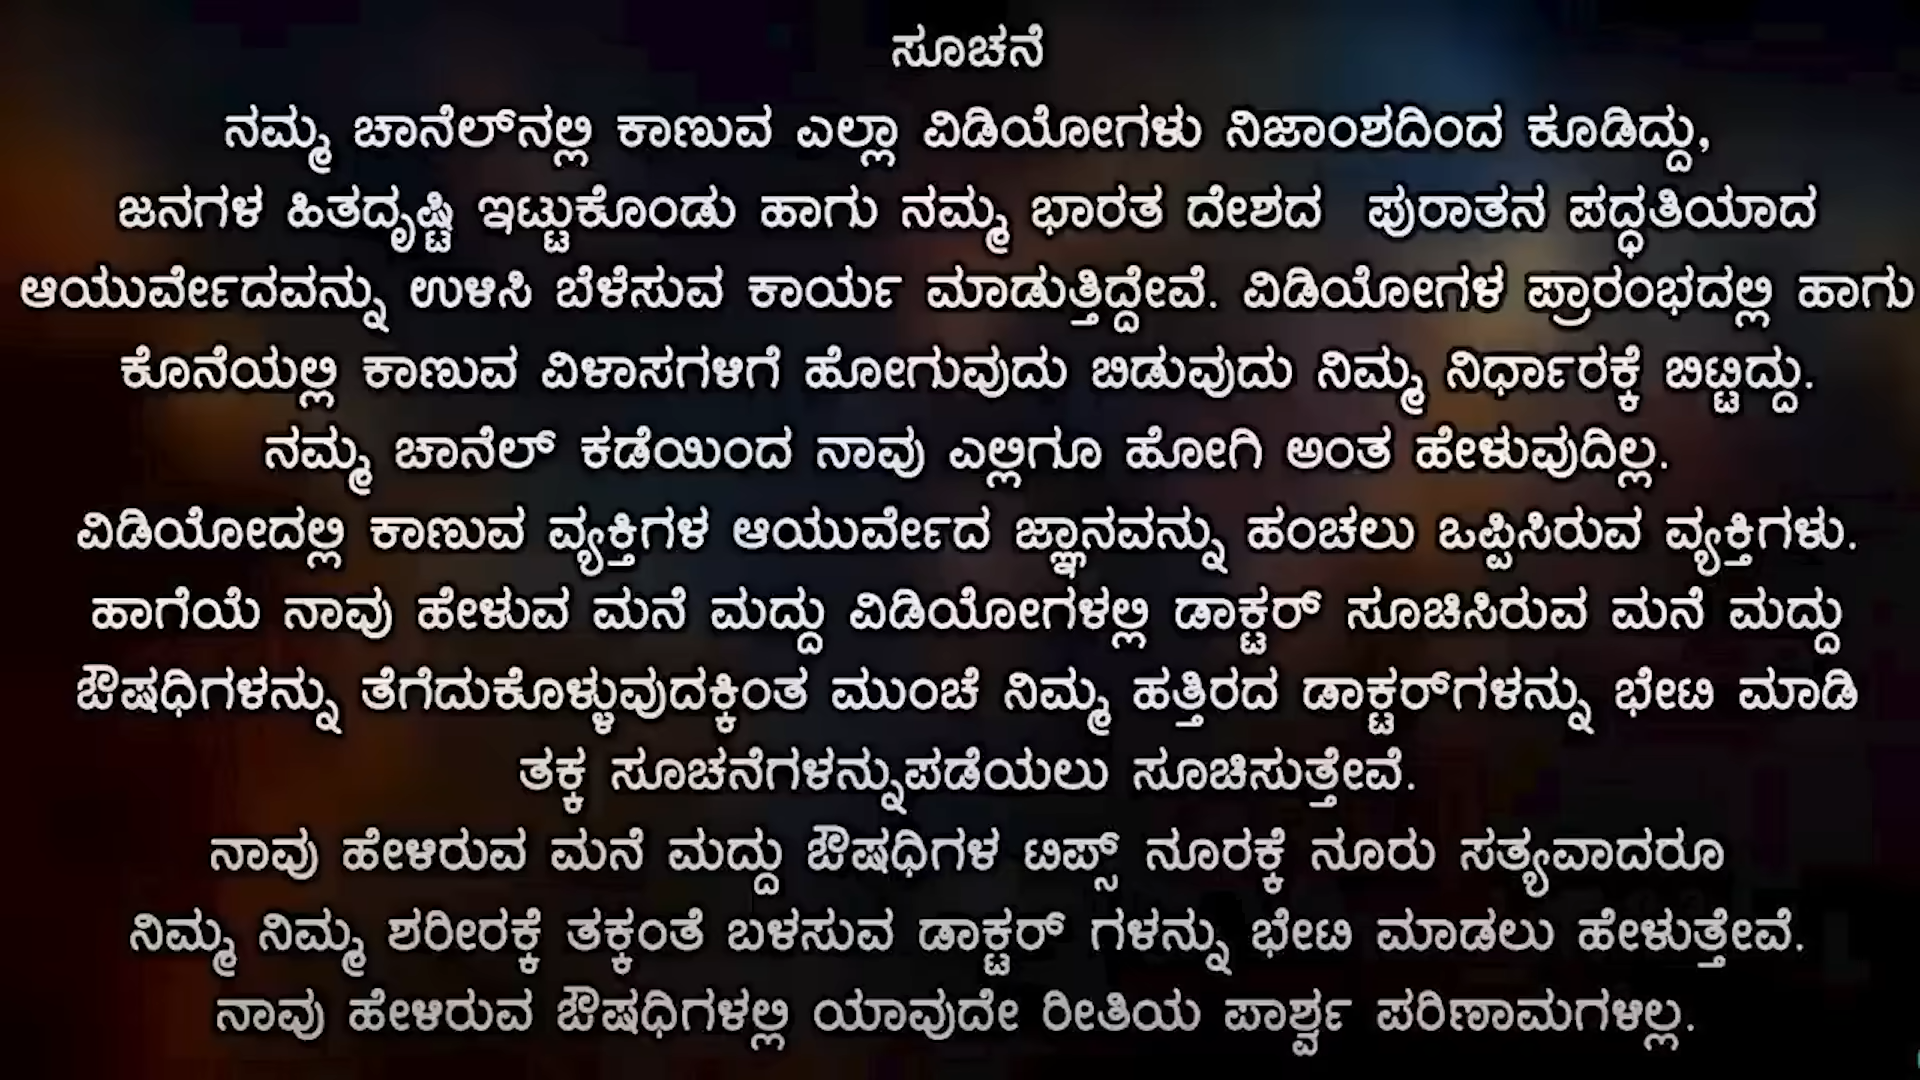 ಸೂಚನೆ
ನಮ್ಮ ಚಾನೆಲ್‌ನಲ್ಲಿ ಕಾಣುವ ಎಲ್ಲಾ ವಿಡಿಯೋಗಳು ನಿಜಾಂಶದಿಂದ ಕೂಡಿದ್ದು,
ಜನಗಳ ಹಿತದೃಷ್ಟಿ ಇಟ್ಟುಕೊಂಡು ಹಾಗು ನಮ್ಮ ಭಾರತ ದೇಶದ ಪುರಾತನ ಪದ್ಧತಿಯಾದ
ಆಯುರ್ವೇದವನ್ನು ಉಳಿಸಿ ಬೆಳೆಸುವ ಕಾರ್ಯ ಮಾಡುತ್ತಿದ್ದೇವೆ. ವಿಡಿಯೋಗಳ ಪ್ರಾರಂಭದಲ್ಲಿ ಹಾಗು
ಕೊನೆಯಲ್ಲಿ ಕಾಣುವ ವಿಳಾಸಗಳಿಗೆ ಹೋಗುವುದು ಬಿಡುವುದು ನಿಮ್ಮ ನಿರ್ಧಾರಕ್ಕೆ ಬಿಟ್ಟಿದ್ದು.
ನಮ್ಮ ಚಾನೆಲ್ ಕಡೆಯಿಂದ ನಾವು ಎಲ್ಲಿಗೂ ಹೋಗಿ ಅಂತ ಹೇಳುವುದಿಲ್ಲ.
ವಿಡಿಯೋದಲ್ಲಿ ಕಾಣುವ ವ್ಯಕ್ತಿಗಳ ಆಯುರ್ವೇದ ಜ್ಞಾನವನ್ನು ಹಂಚಲು ಒಪ್ಪಿಸಿರುವ ವ್ಯಕ್ತಿಗಳು.
ಹಾಗೆಯೆ ನಾವು ಹೇಳುವ ಮನೆ ಮದ್ದು ವಿಡಿಯೋಗಳಲ್ಲಿ ಡಾಕ್ಟರ್ ಸೂಚಿಸಿರುವ ಮನೆ ಮದ್ದು
ಔಷಧಿಗಳನ್ನು ತೆಗೆದುಕೊಳ್ಳುವುದಕ್ಕಿಂತ ಮುಂಚೆ ನಿಮ್ಮ ಹತ್ತಿರದ ಡಾಕ್ಟರ್‌ಗಳನ್ನು ಭೇಟಿ ಮಾಡಿ
ತಕ್ಕ ಸೂಚನೆಗಳನ್ನುಪಡೆಯಲು ಸೂಚಿಸುತ್ತೇವೆ.
ನಾವು ಹೇಳಿರುವ ಮನೆ ಮದ್ದು ಔಷಧಿಗಳ ಟಿಪ್ಸ್ ನೂರಕ್ಕೆ ನೂರು ಸತ್ಯವಾದರೂ
ನಿಮ್ಮ ನಿಮ್ಮ ಶರೀರಕ್ಕೆ ತಕ್ಕಂತೆ ಬಳಸುವ ಡಾಕ್ಟರ್ ಗಳನ್ನು ಭೇಟಿ ಮಾಡಲು ಹೇಳುತ್ತೇವೆ.
ನಾವು ಹೇಳಿರುವ ಔಷಧಿಗಳಲ್ಲಿ ಯಾವುದೇ ರೀತಿಯ ಪಾರ್ಶ್ವ ಪರಿಣಾಮಗಳಿಲ್ಲ.